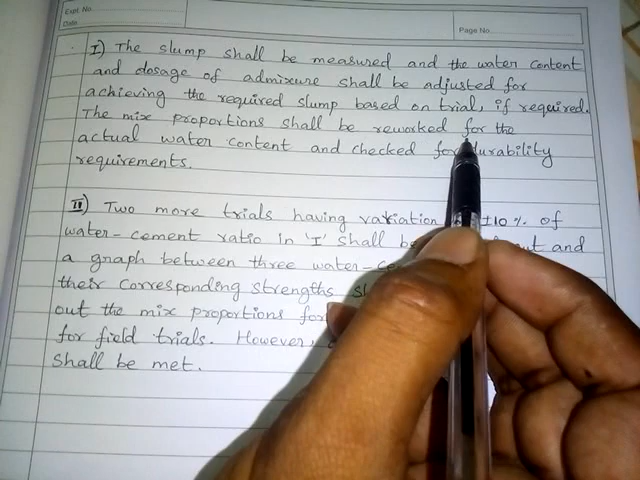 Expt. No.
Date
Page No.
I) The slump shall be measured and the water content
and dosage of admixure shall be adjusted for
achieving the required slump based on trial, if required.
The mix proportions shall be reworked for the
actual water content and checked for durability
requirements.
II) Two more trials having variation ±10% of
water-cement ratio in 'I' shall be and
a graph between three water-
their corresponding strengths
out the mix proportions for
for field trials. However,
shall be met.